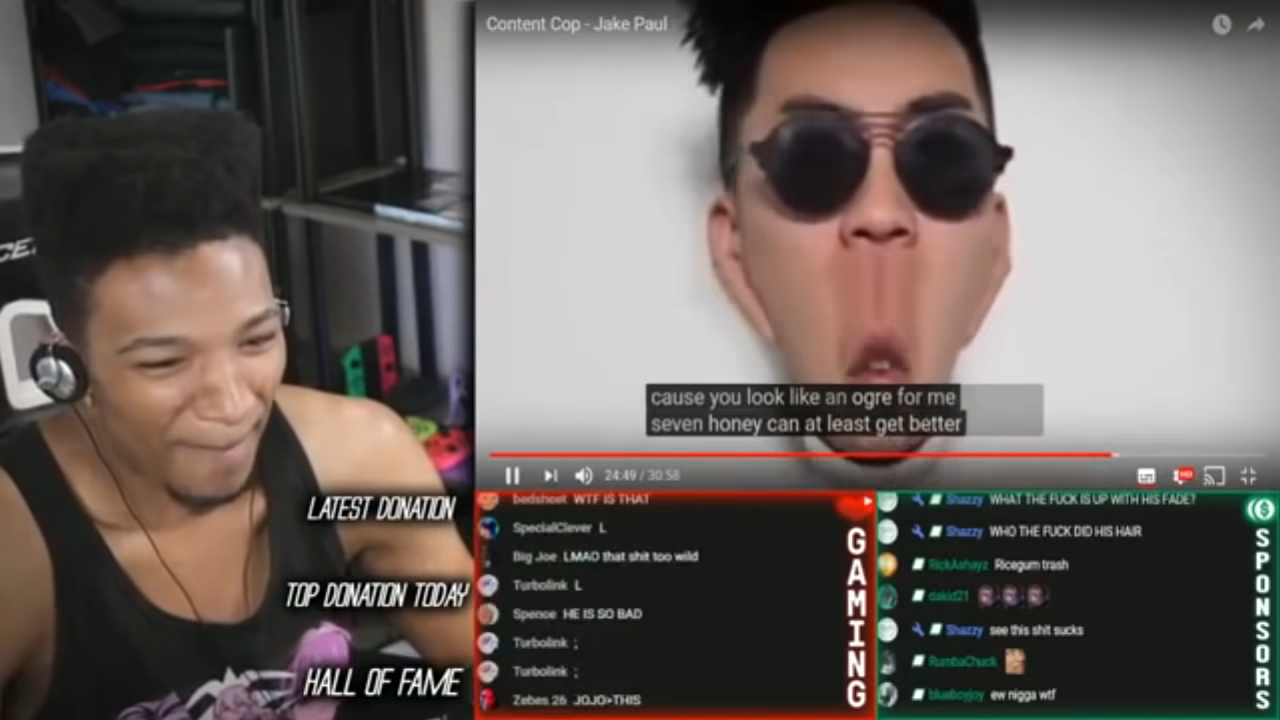 Content Cop - Jake Paul
cause you look like an ogre for me
seven honey can at least get better
24:49 / 30:58
HD
LATEST DONATION
TOP DONATION TODAY
HALL OF FAME
bedsheet WTF IS THAT
SpecialClever L
Big Joe LMAO that shit too wild
Turbolink L
Spence HE IS SO BAD
Turbolink ;
Turbolink ;
Zebes 26 JOJO>THIS
GAMING
Shazzy WHAT THE FUCK IS UP WITH HIS FADE?
Shazzy WHO THE FUCK DID HIS HAIR
RickAshayz Ricegum trash
dakid21
Shazzy see this shit sucks
RumbaChuck
blueboyjoy ew nigga wtf
SPONSORS